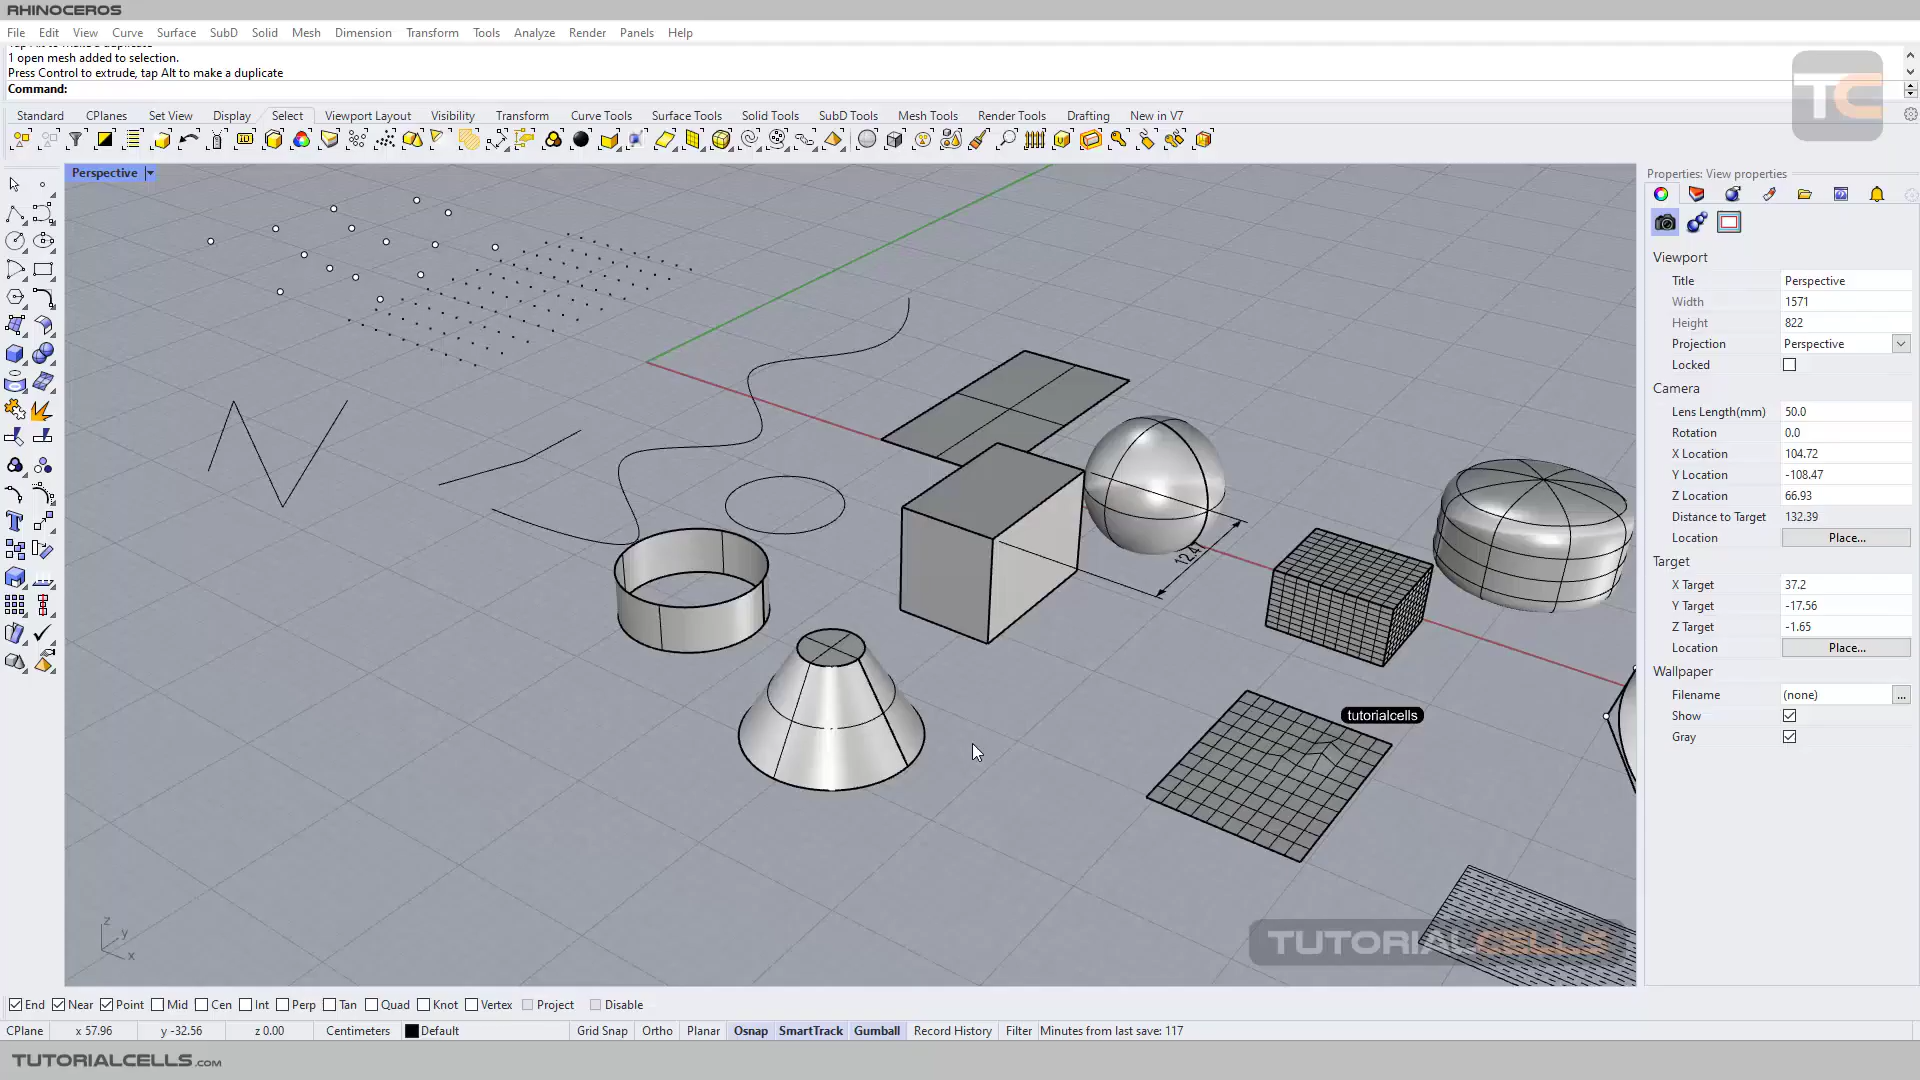 RHINOCEROS
File Edit View Curve Surface SubD Solid Mesh Dimension Transform Tools Analyze Render Panels Help
1 open mesh added to selection.
Press Control to extrude, tap Alt to make a duplicate
Command:
TC
Standard CPlanes Set View Display Select Viewport Layout Visibility Transform Curve Tools Surface Tools Solid Tools SubD Tools Mesh Tools Render Tools Drafting New in V7
Perspective
Properties: View properties
Viewport
Title Perspective
Width 1571
Height 822
Projection Perspective
Locked
Camera
Lens Length(mm) 50.0
Rotation 0.0
X Location 104.72
Y Location -108.47
Z Location 66.93
Distance to Target 132.39
Location Place...
Target
X Target 37.2
Y Target -17.56
Z Target -1.65
Location Place...
Wallpaper
Filename (none) ...
Show
Gray
tutorialcells
z
y
x
TUTORIALCELLS
End Near Point Mid Cen Int Perp Tan Quad Knot Vertex Project Disable
CPlane x 57.96 y -32.56 z 0.00 Centimeters Default Grid Snap Ortho Planar Osnap SmartTrack Gumball Record History Filter Minutes from last save: 117
TUTORIALCELLS.COM